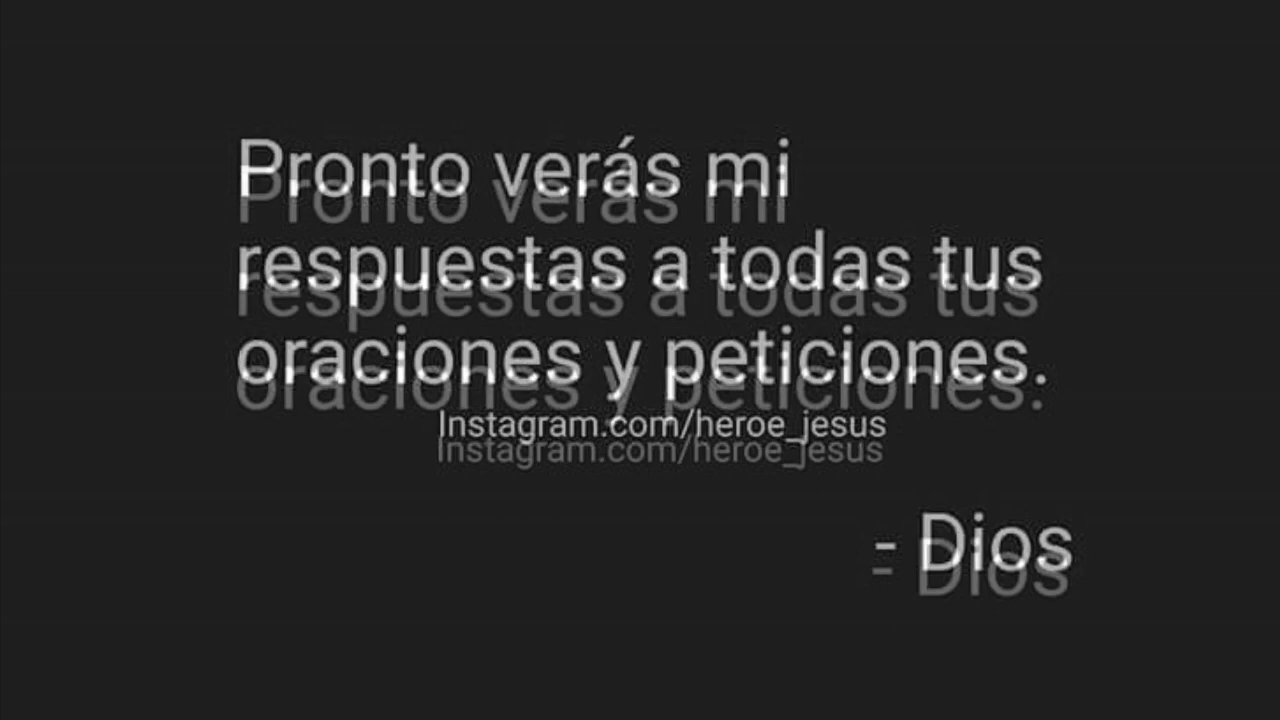 Pronto verás mi
respuestas a todas tus
oraciones y peticiones.
Instagram.com/heroe_jesus
- Dios